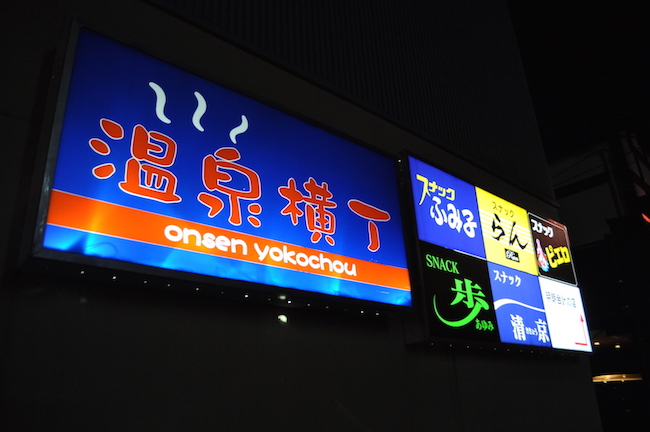 温泉横丁
onsen yokochou
スナック
ふみ子
スナック
らん
スナック
ピエロ
SNACK
歩
あゆみ
スナック
清京